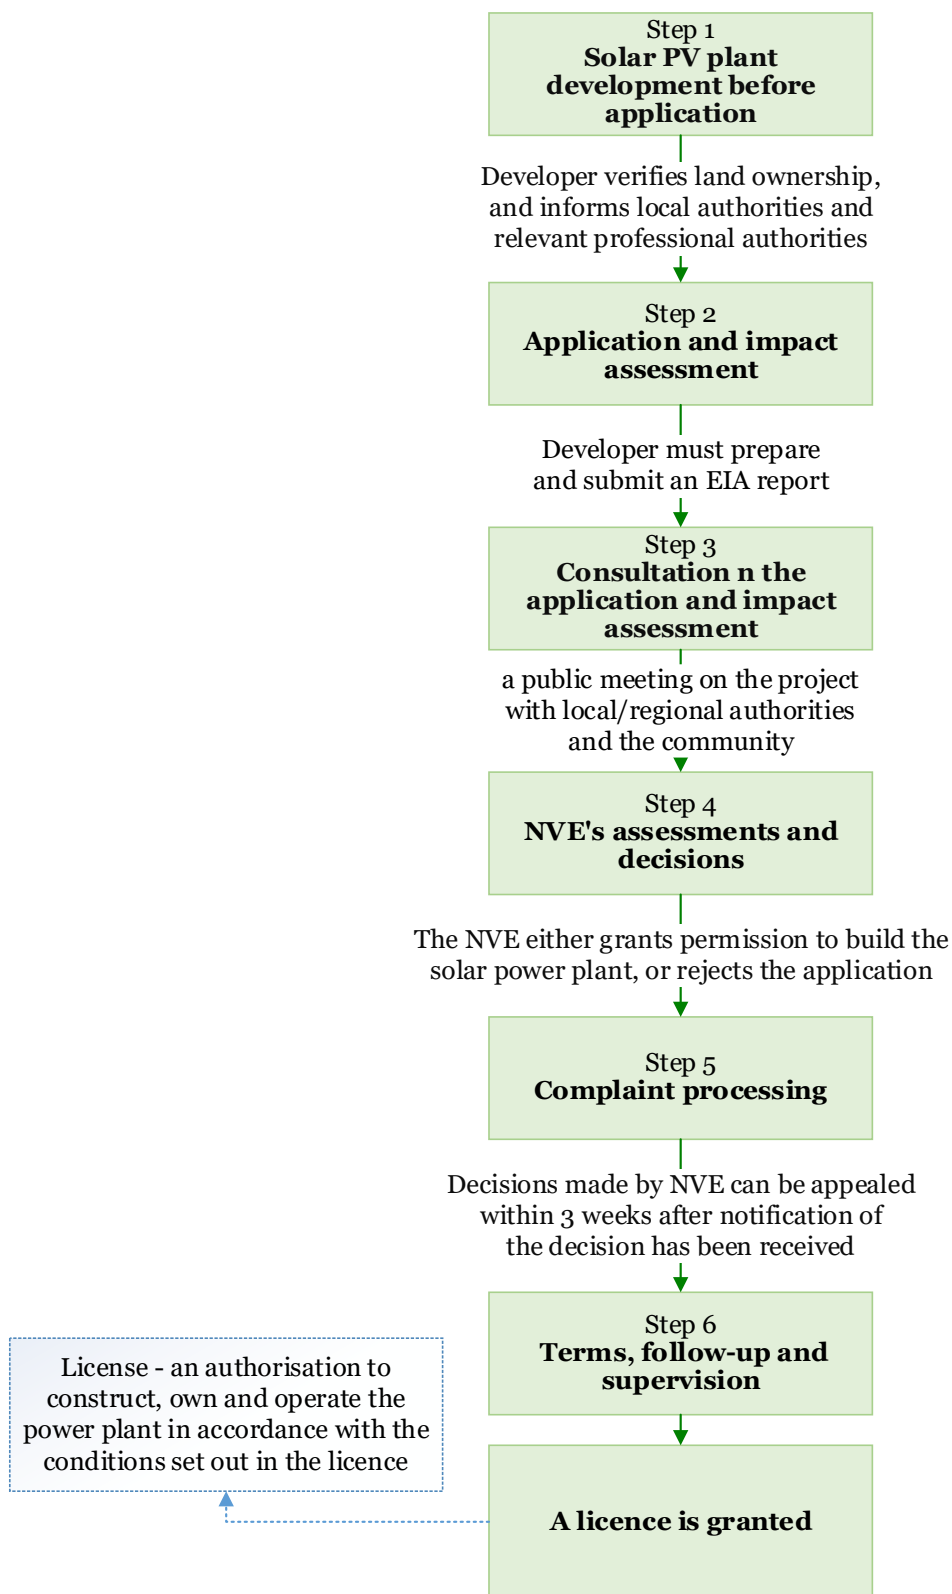 Step 1
Solar PV plant
development before
application
Developer verifies land ownership,
and informs local authorities and
relevant professional authorities
Step 2
Application and impact
assessment
Developer must prepare
and submit an EIA report
Step 3
Consultation n the
application and impact
assessment
a public meeting on the project
with local/regional authorities
and the community
Step 4
NVE's assessments and
decisions
The NVE either grants permission to build the
solar power plant, or rejects the application
Step 5
Complaint processing
Decisions made by NVE can be appealed
within 3 weeks after notification of
the decision has been received
Step 6
Terms, follow-up and
supervision
License - an authorisation to
construct, own and operate the
power plant in accordance with the
conditions set out in the licence
A licence is granted